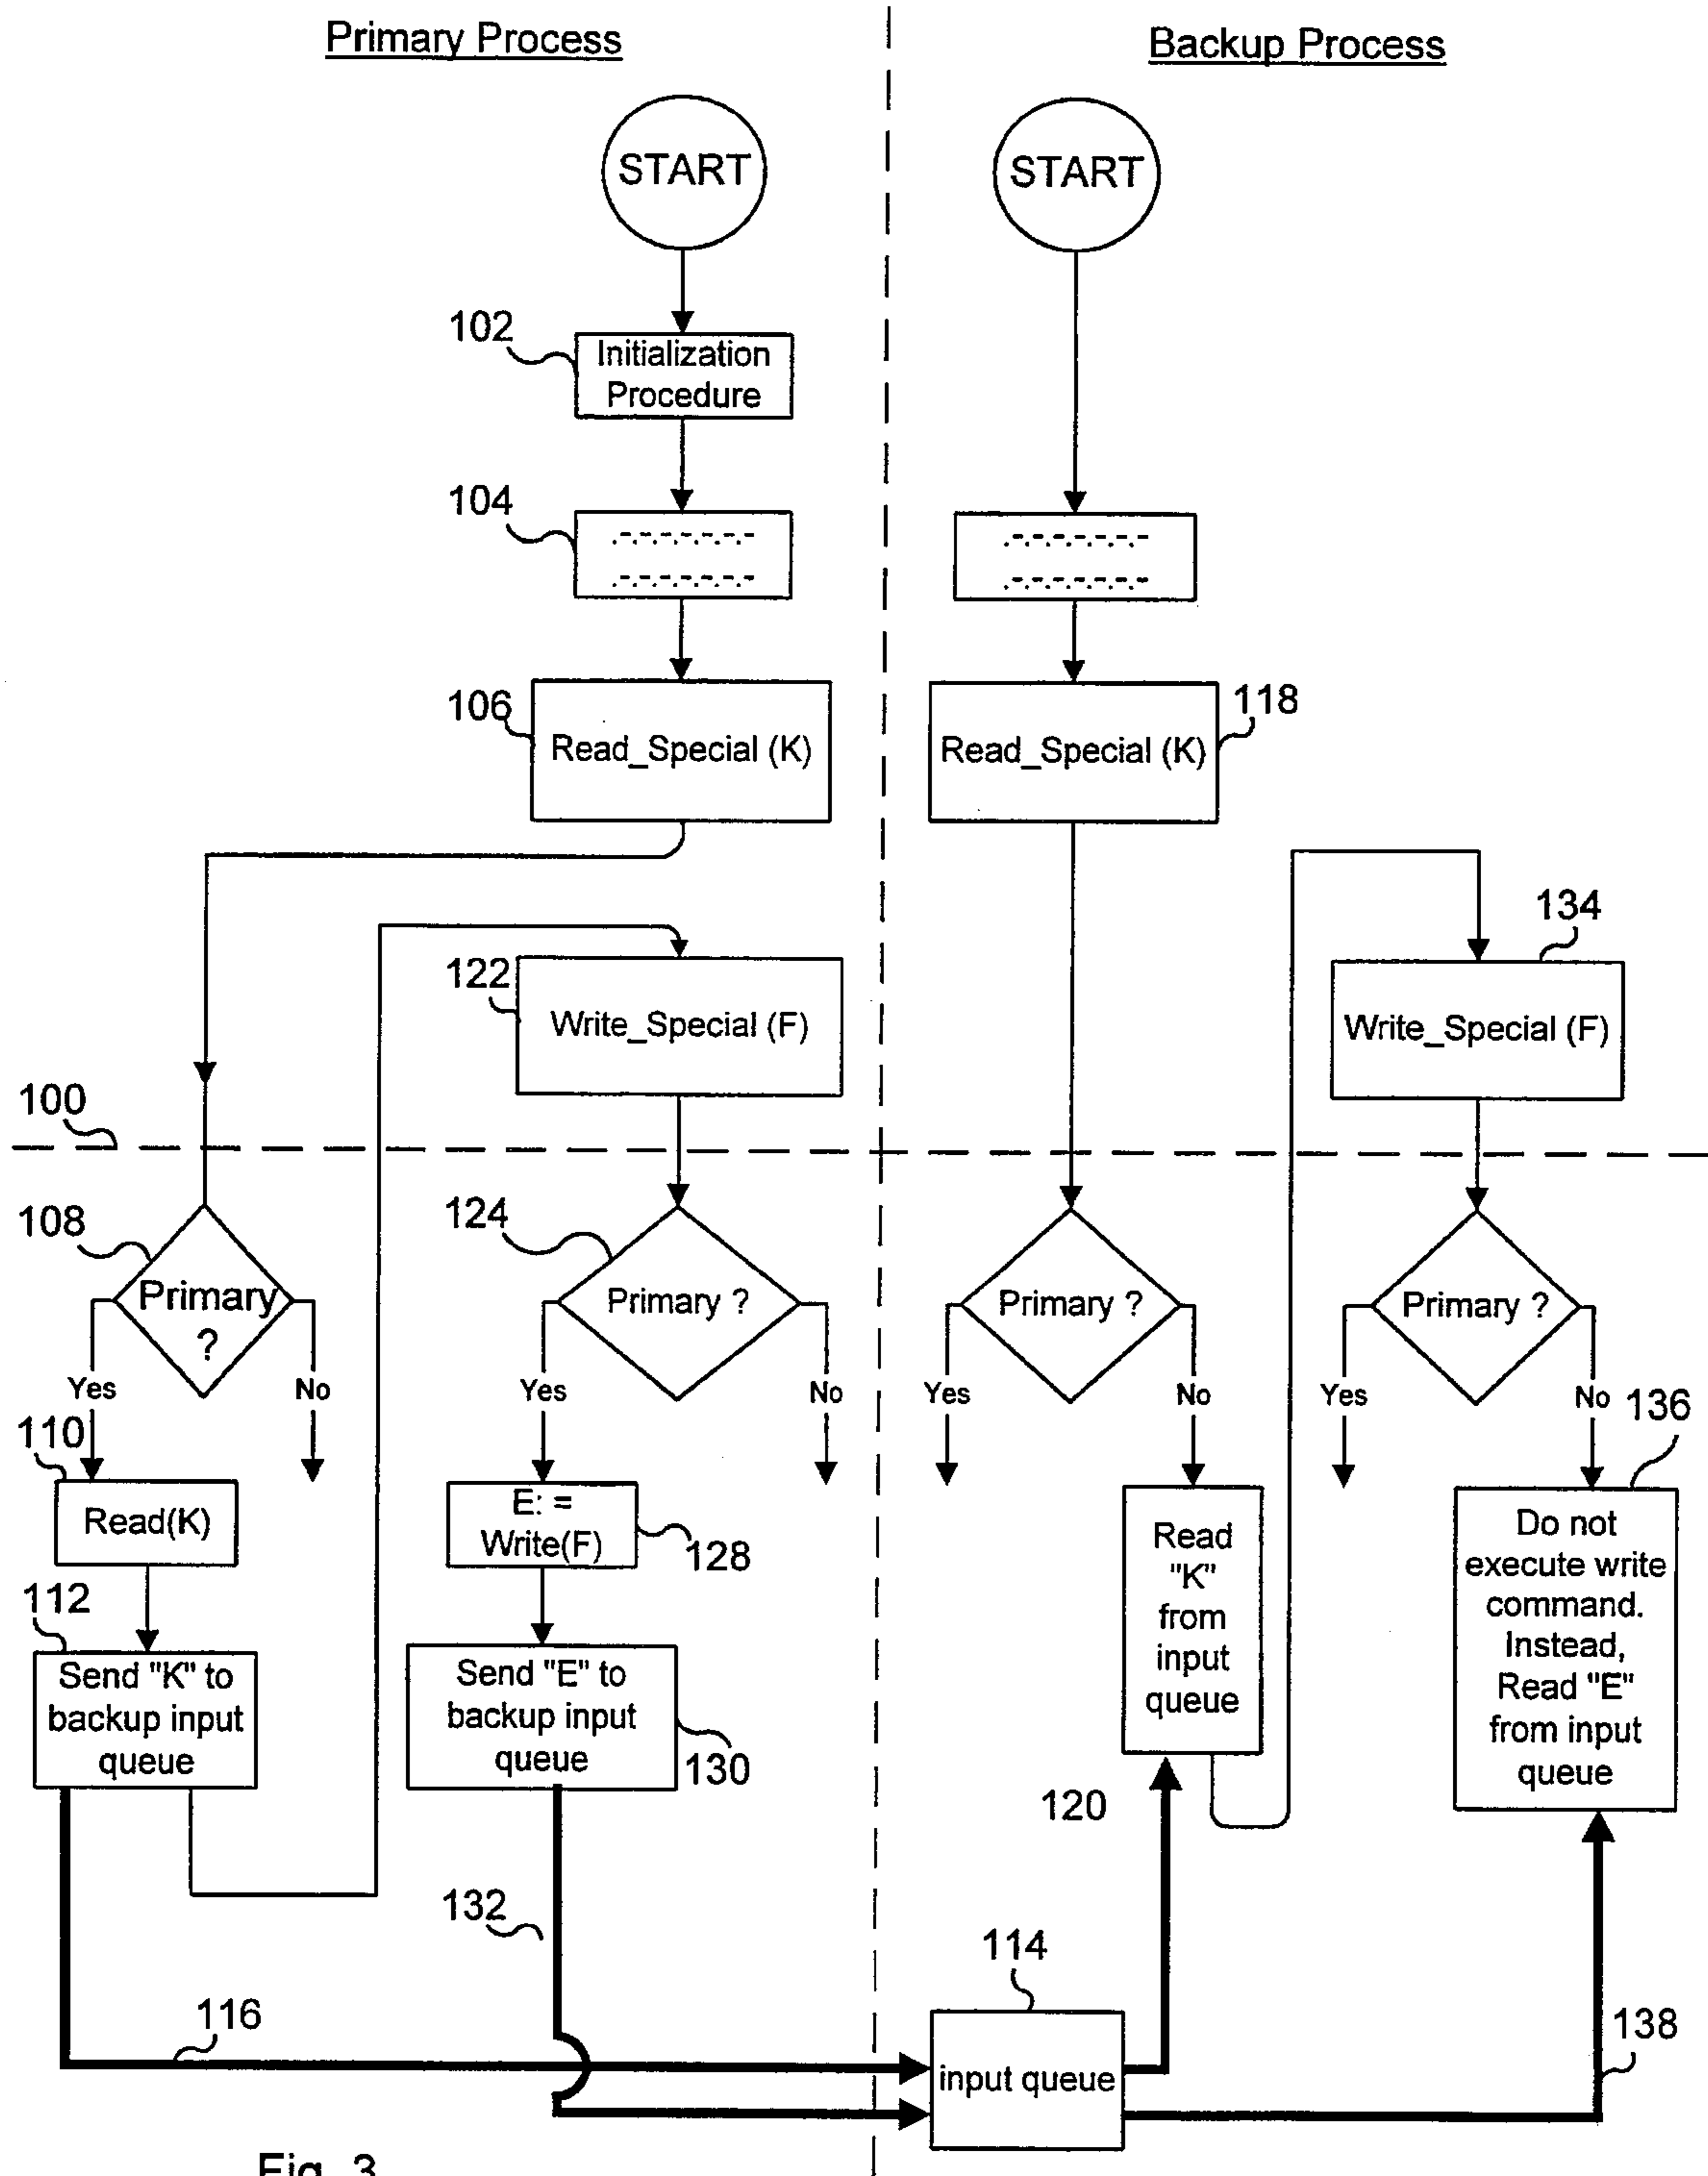 Primary Process
Backup Process
START
START
102
Initialization
Procedure
104
106
Read_Special (K)
Read_Special (K)
118
122
Write_Special (F)
134
Write_Special (F)
100
108
Primary
?
124
Primary ?
Primary ?
Primary ?
Yes
No
Yes
No
Yes
No
Yes
No
136
110
Read(K)
E: =
Write(F)
128
Read
"K"
from
input
queue
Do not
execute write
command.
Instead,
Read "E"
from input
queue
112
Send "K" to
backup input
queue
Send "E" to
backup input
queue
130
120
132
114
116
input queue
138
Fig. 3